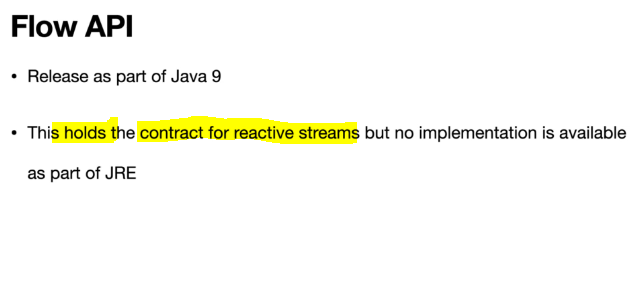 Flow API
• Release as part of Java 9
• This holds the contract for reactive streams but no implementation is available
as part of JRE